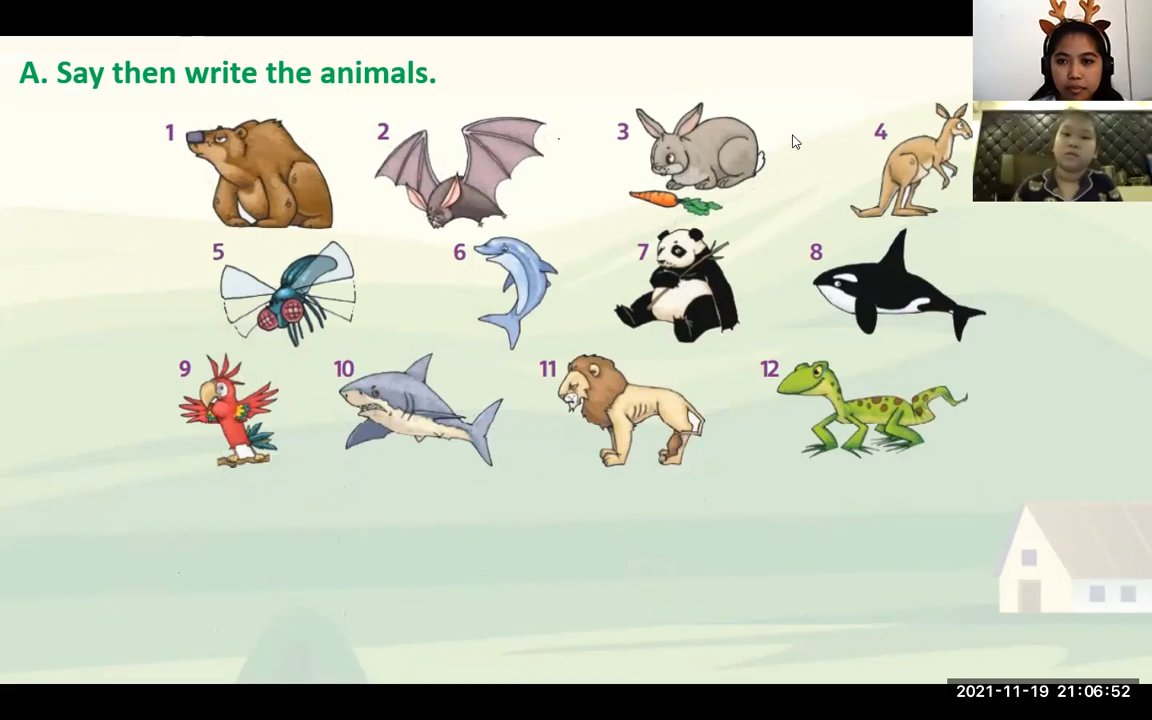 A. Say then write the animals.
1 2 3 4
5 6 7 8
9 10 11 12
2021-11-19 21:06:52